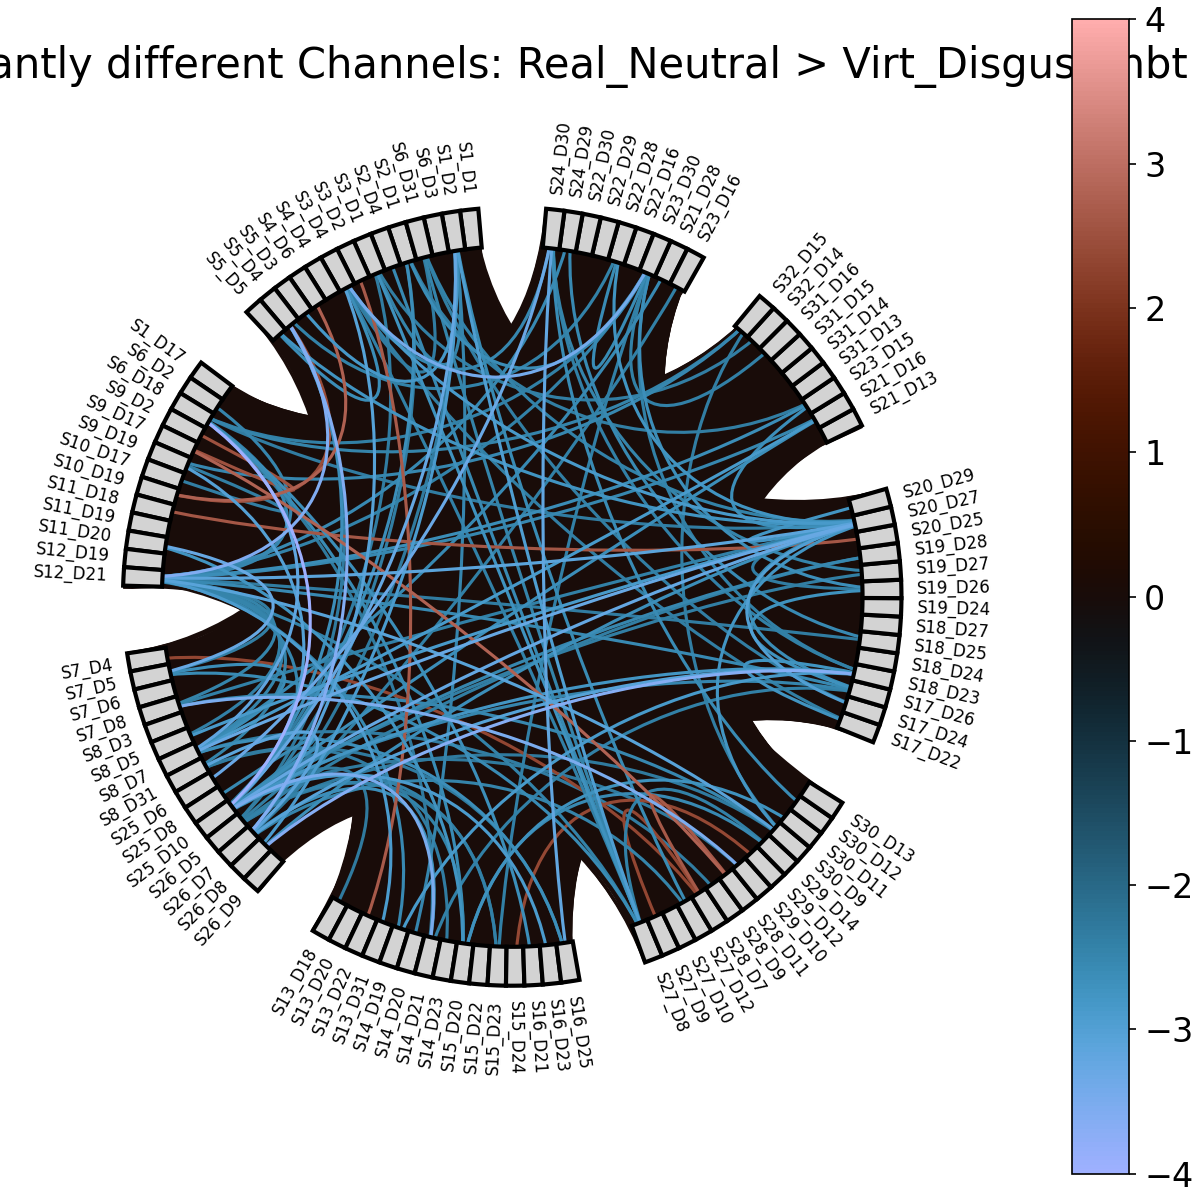 antly different Channels: Real_Neutral > Virt_Disgus
nbt
4
3
2
1
0
−1
−2
−3
−4
S1_D1
S1_D2
S6_D3
S6_D31
S2_D1
S2_D4
S3_D1
S3_D2
S3_D4
S4_D4
S4_D6
S5_D3
S5_D4
S5_D5
S1_D17
S6_D2
S6_D18
S9_D2
S9_D17
S9_D19
S10_D17
S10_D19
S11_D18
S11_D19
S11_D20
S12_D19
S12_D21
S7_D4
S7_D5
S7_D6
S7_D8
S8_D3
S8_D5
S8_D7
S8_D31
S25_D6
S25_D8
S25_D10
S26_D5
S26_D7
S26_D8
S26_D9
S13_D18
S13_D20
S13_D22
S13_D31
S14_D19
S14_D20
S14_D21
S14_D23
S15_D20
S15_D22
S15_D23
S15_D24
S16_D21
S16_D23
S16_D25
S27_D8
S27_D9
S27_D10
S27_D12
S28_D7
S28_D9
S28_D11
S29_D10
S29_D12
S29_D14
S30_D9
S30_D11
S30_D12
S30_D13
S17_D22
S17_D24
S17_D26
S18_D23
S18_D24
S18_D25
S18_D27
S19_D24
S19_D26
S19_D27
S19_D28
S20_D25
S20_D27
S20_D29
S21_D13
S21_D16
S23_D15
S31_D13
S31_D14
S31_D15
S31_D16
S32_D14
S32_D15
S23_D16
S21_D28
S23_D30
S22_D16
S22_D28
S22_D29
S22_D30
S24_D29
S24_D30